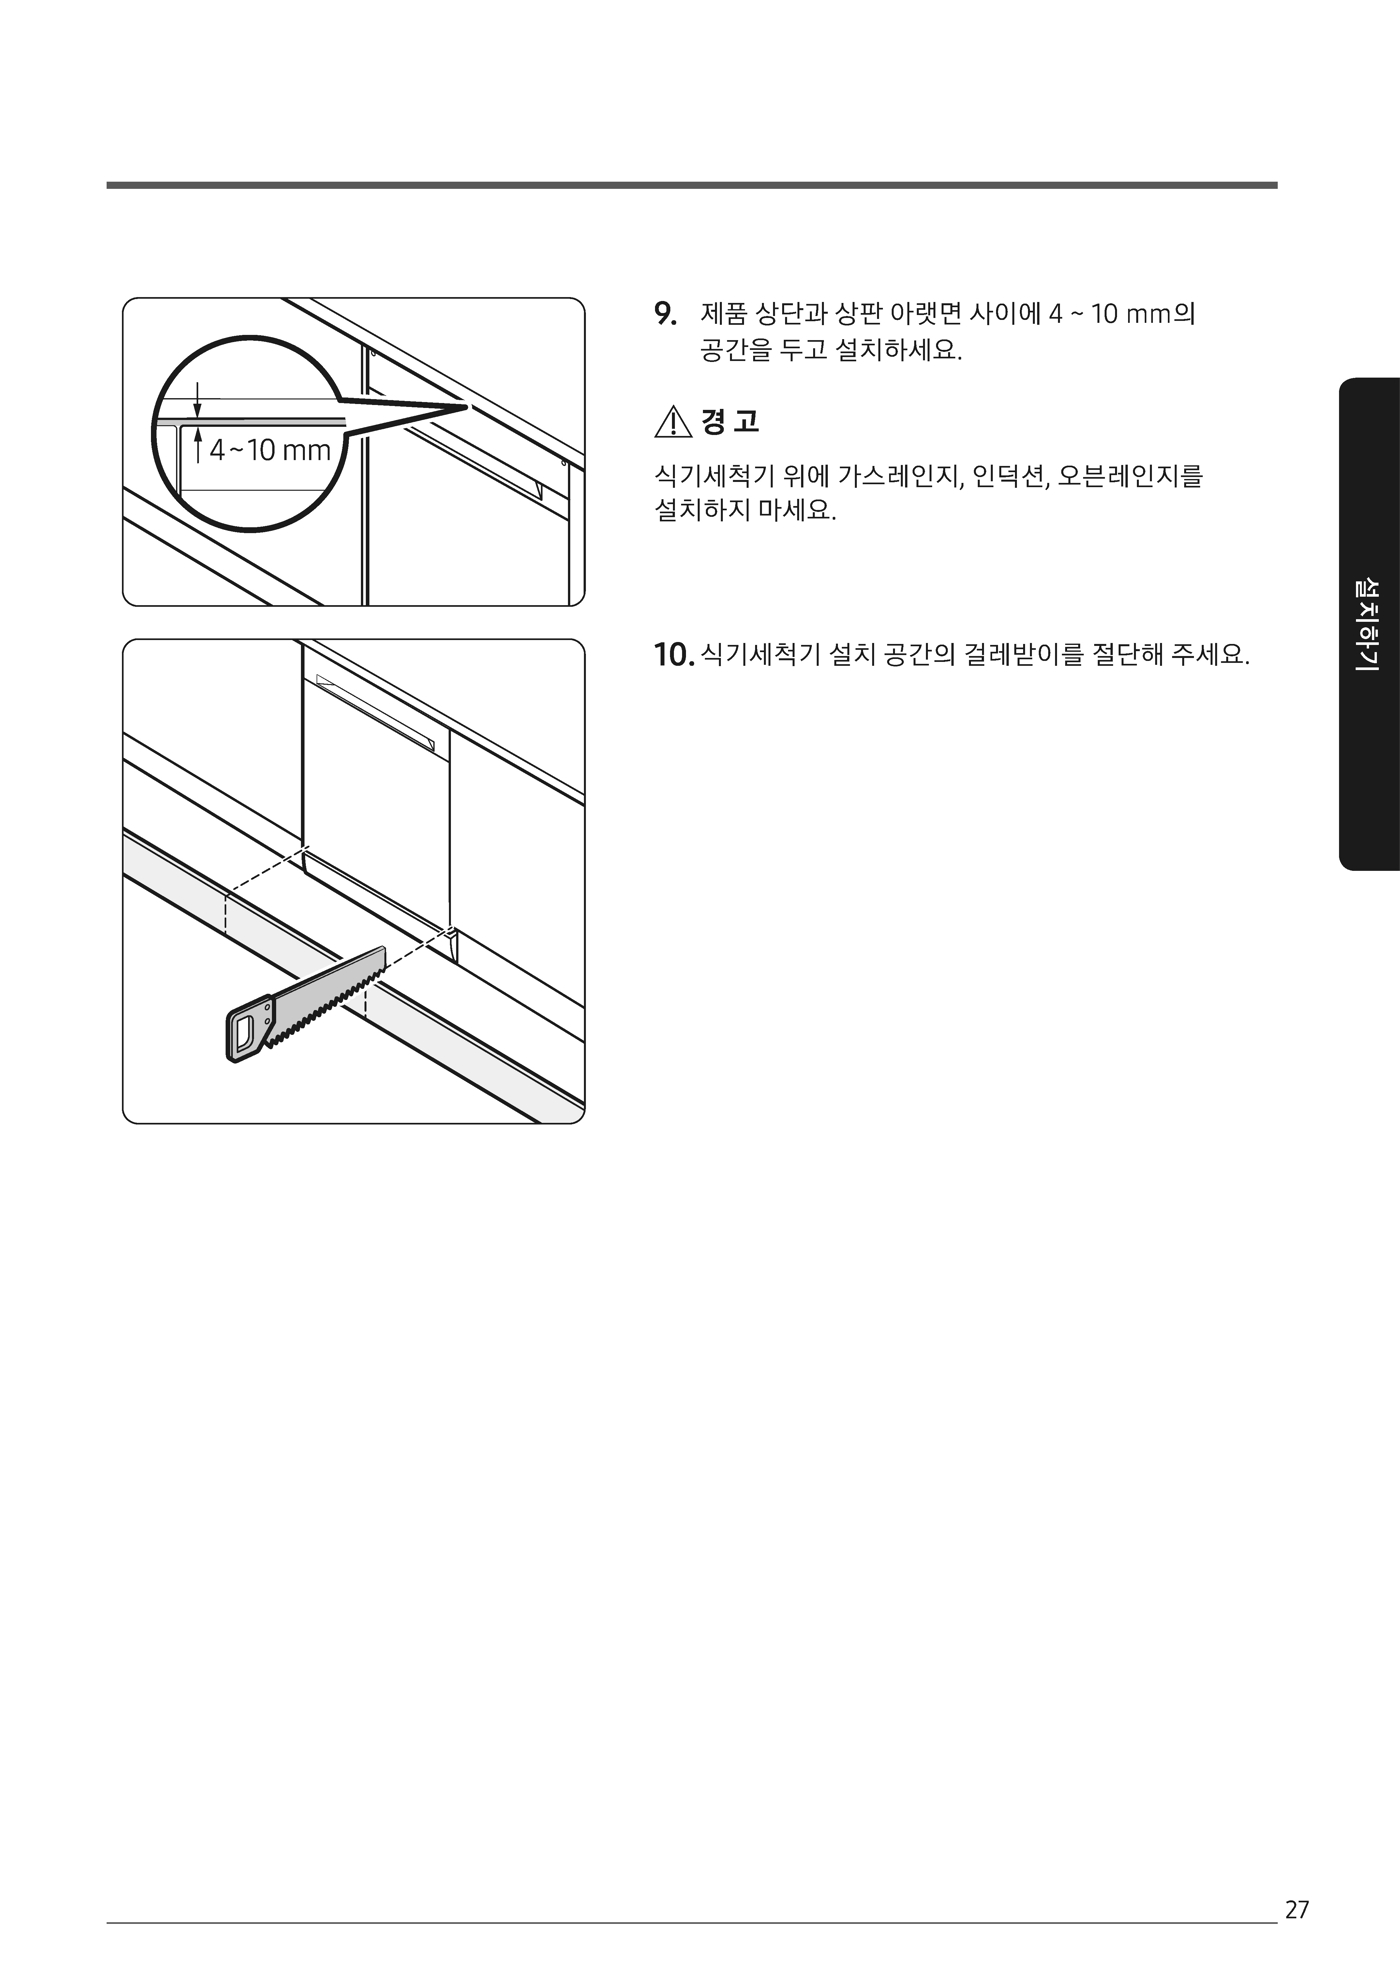 4~10 mm
9. 제품 상단과 상판 아랫면 사이에 4 ~ 10 mm의
공간을 두고 설치하세요.
경고
식기세척기 위에 가스레인지, 인덕션, 오븐레인지를
설치하지 마세요.
10. 식기세척기 설치 공간의 걸레받이를 절단해 주세요.
설치하기
27